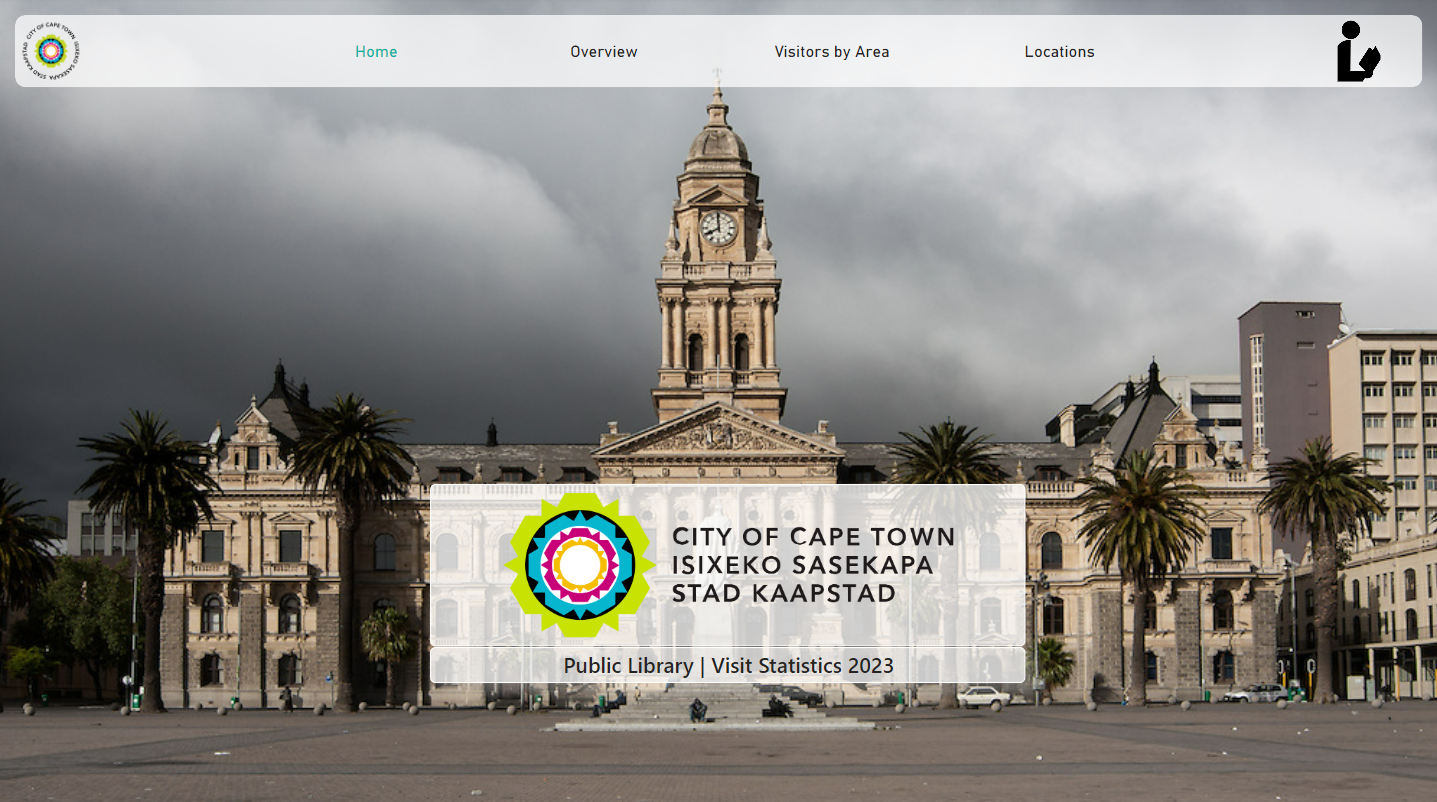 CITY OF CAPE TOWN ISIXEKO SASEKAPA STAD KAAPSTAD
Home
Overview
Visitors by Area
Locations
CITY OF CAPE TOWN
ISIXEKO SASEKAPA
STAD KAAPSTAD
Public Library | Visit Statistics 2023